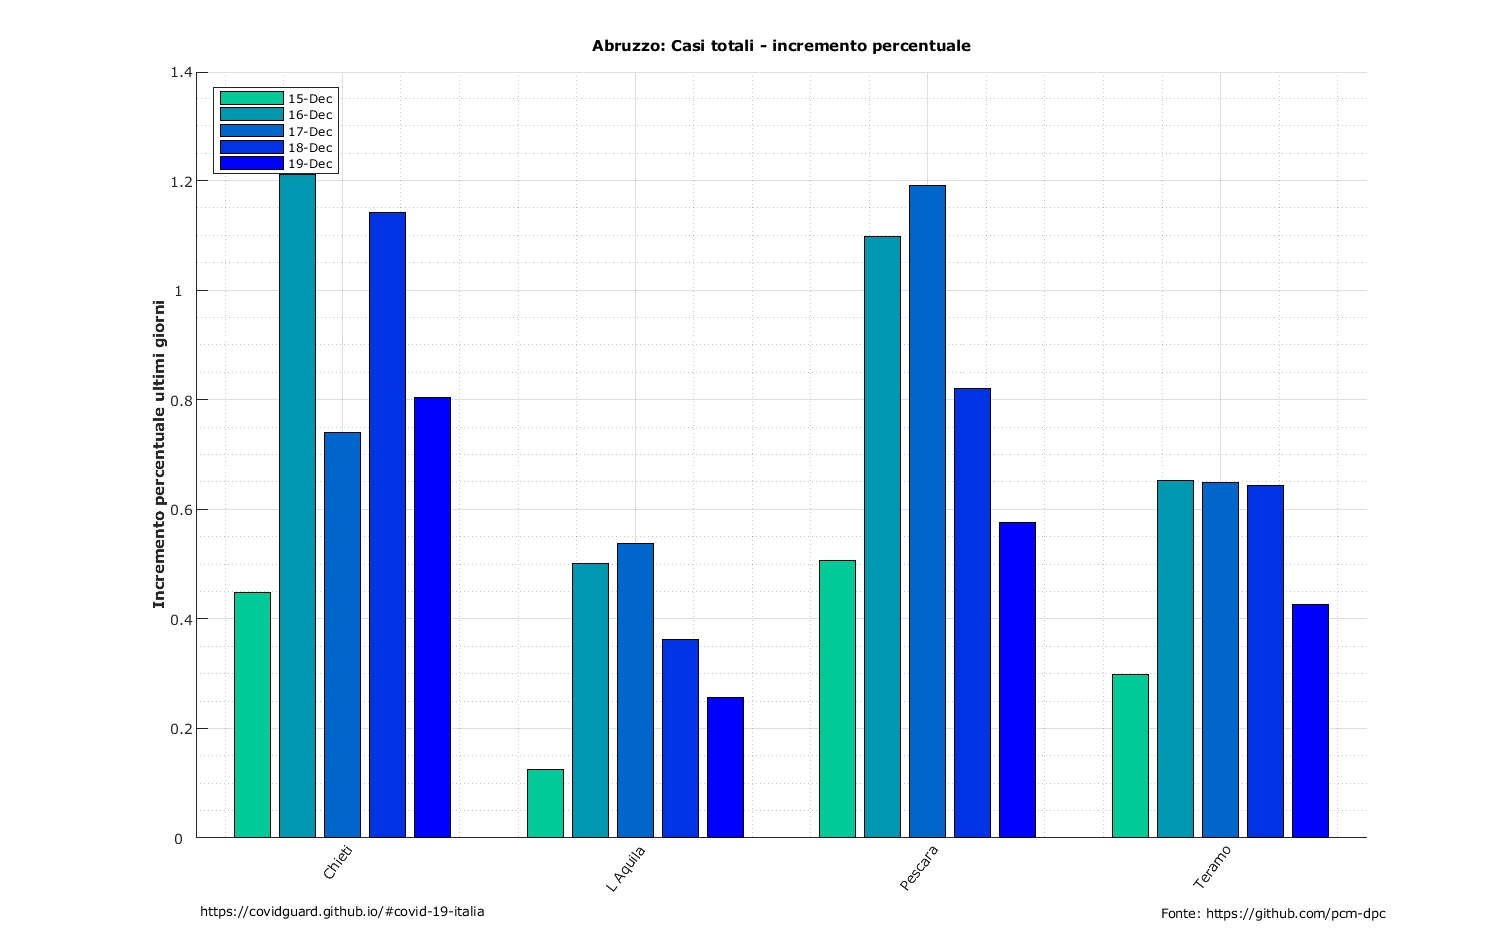 Abruzzo: Casi totali - incremento percentuale
1.4
1.2
1
0.8
0.6
0.4
0.2
0
Incremento percentuale ultimi giorni
15-Dec
16-Dec
17-Dec
18-Dec
19-Dec
Chieti
L Aquila
Pescara
Teramo
https://covidguard.github.io/#covid-19-italia
Fonte: https://github.com/pcm-dpc